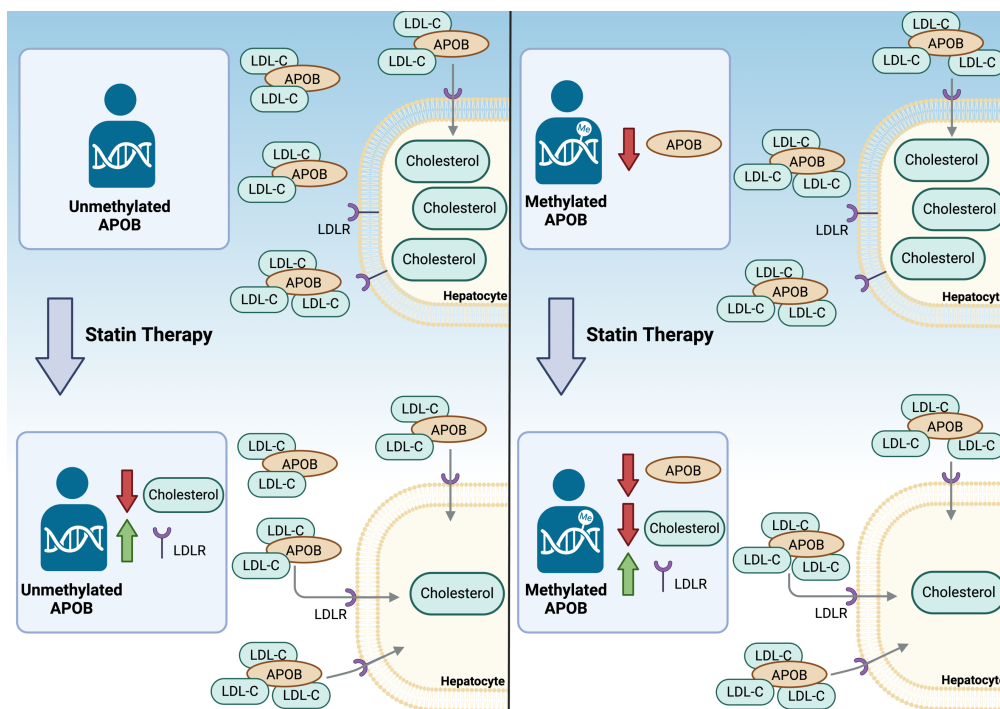 LDL-C
APOB
LDL-C
LDL-C
APOB
LDL-C
LDL-C
APOB
LDL-C
Unmethylated
APOB
LDLR
LDL-C
APOB
LDL-C
LDL-C
Cholesterol
Cholesterol
Cholesterol
Hepatocyte
Statin Therapy
Unmethylated
APOB
Cholesterol
LDLR
LDL-C
APOB
LDL-C
LDL-C
APOB
LDL-C
LDL-C
APOB
LDL-C
LDLR
LDL-C
APOB
LDL-C
LDL-C
Cholesterol
Hepatocyte
Me
APOB
Methylated
APOB
LDL-C
APOB
LDL-C
LDL-C
LDL-C
APOB
LDL-C
LDL-C
LDLR
LDL-C
APOB
LDL-C
LDL-C
Cholesterol
Cholesterol
Cholesterol
Hepatocyt
Statin Therapy
Me
Methylated
APOB
APOB
Cholesterol
LDLR
LDL-C
APOB
LDL-C
LDL-C
LDL-C
APOB
LDL-C
LDL-C
LDLR
LDL-C
APOB
LDL-C
LDL-C
Cholesterol
Hepatocyte